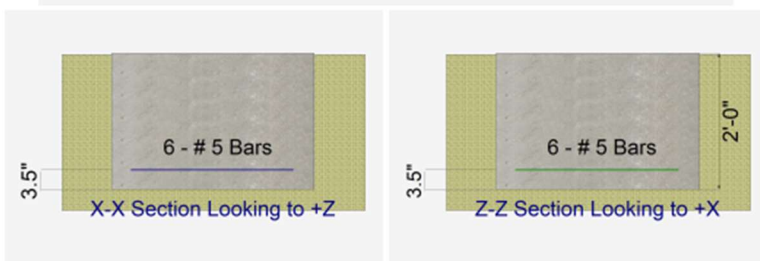 6 - # 5 Bars
3.5"
X-X Section Looking to +Z
6 - # 5 Bars
2'-0"
3.5"
Z-Z Section Looking to +X